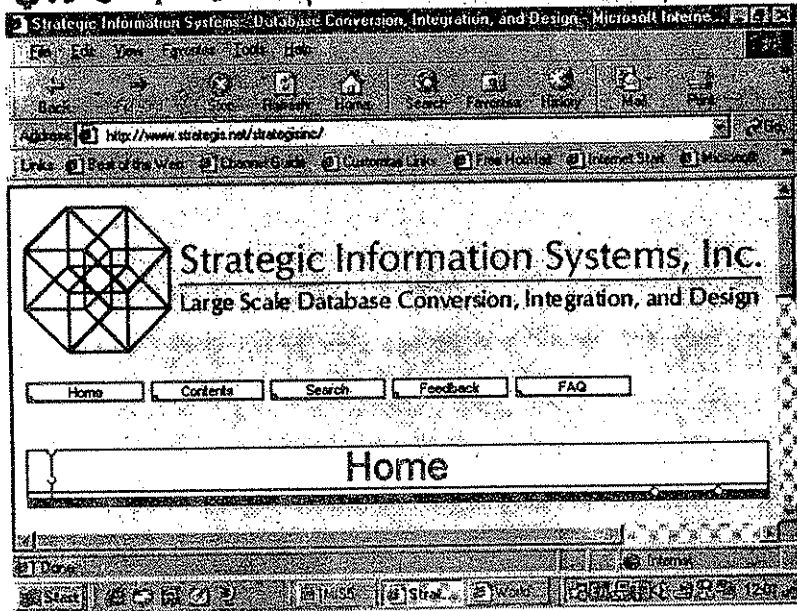 Strategic Information Systems - Database Conversion, Integration, and Design - Microsoft Interne...
File Edit View Favorites Tools Help
Back Forward Stop Refresh Home Search Favorites History Mail Print
Address http://www.strategis.net/strategisinc/ Go
Links Best of the Web Channel Guide Customize Links Free HotMail Internet Start Microsoft
Strategic Information Systems, Inc.
Large Scale Database Conversion, Integration, and Design
Home Contents Search Feedback FAQ
Home
Done Internet
Start Strat...